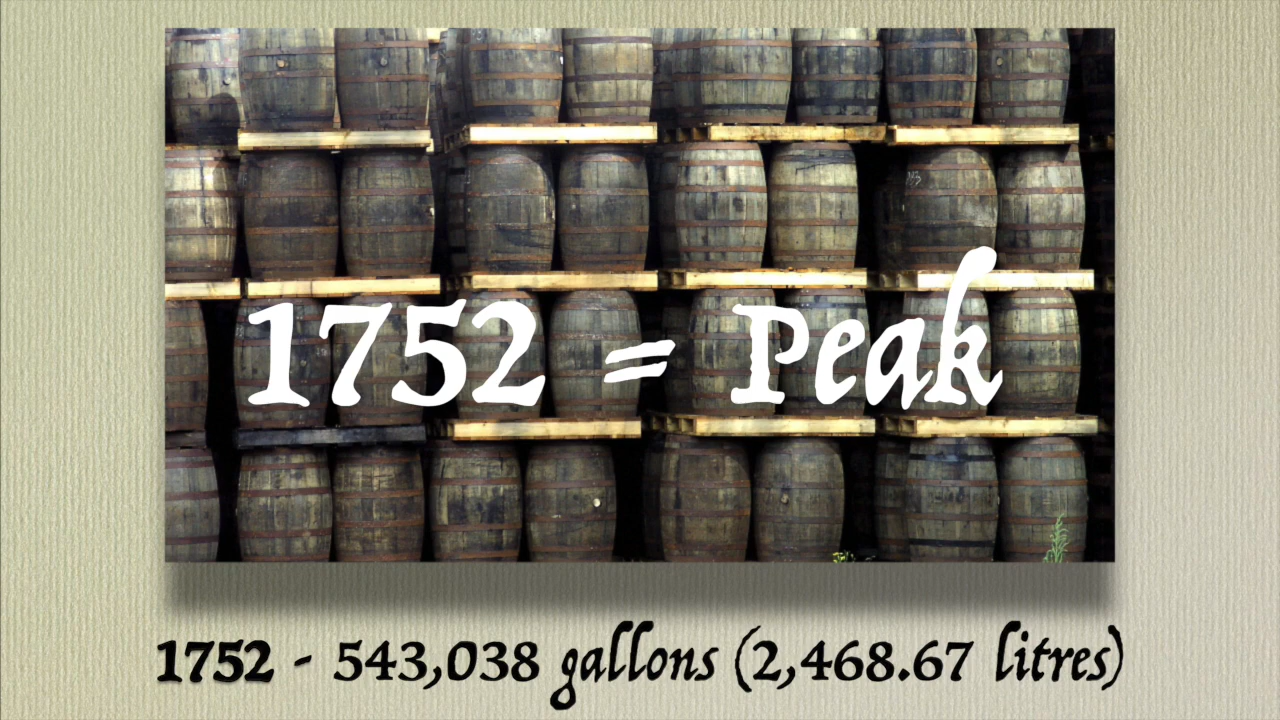 1752 = Peak
1752 - 543,038 gallons (2,468.67 litres)